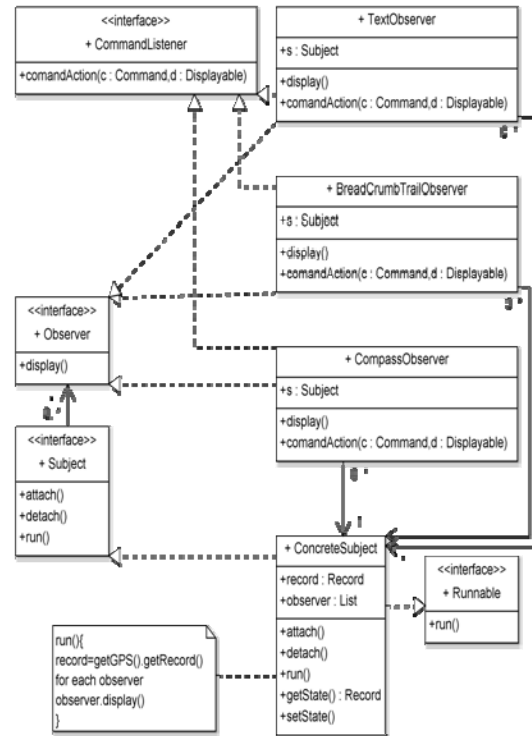 <<interface>>
+ CommandListener
+comandAction(c : Command,d : Displayable)
+ TextObserver
+s : Subject
+display()
+comandAction(c : Command,d : Displayable)
+ BreadCrumbTrailObserver
+s : Subject
+display()
+comandAction(c : Command,d : Displayable)
<<interface>>
+ Observer
+display()
+ CompassObserver
+s : Subject
+display()
+comandAction(c : Command,d : Displayable)
<<interface>>
+ Subject
+attach()
+detach()
+run()
+ ConcreteSubject
+record : Record
+observer : List
+attach()
+detach()
+run()
+getState() : Record
+setState()
<<interface>>
+ Runnable
+run()
run(){
record=getGPS().getRecord()
for each observer
observer.display()
}